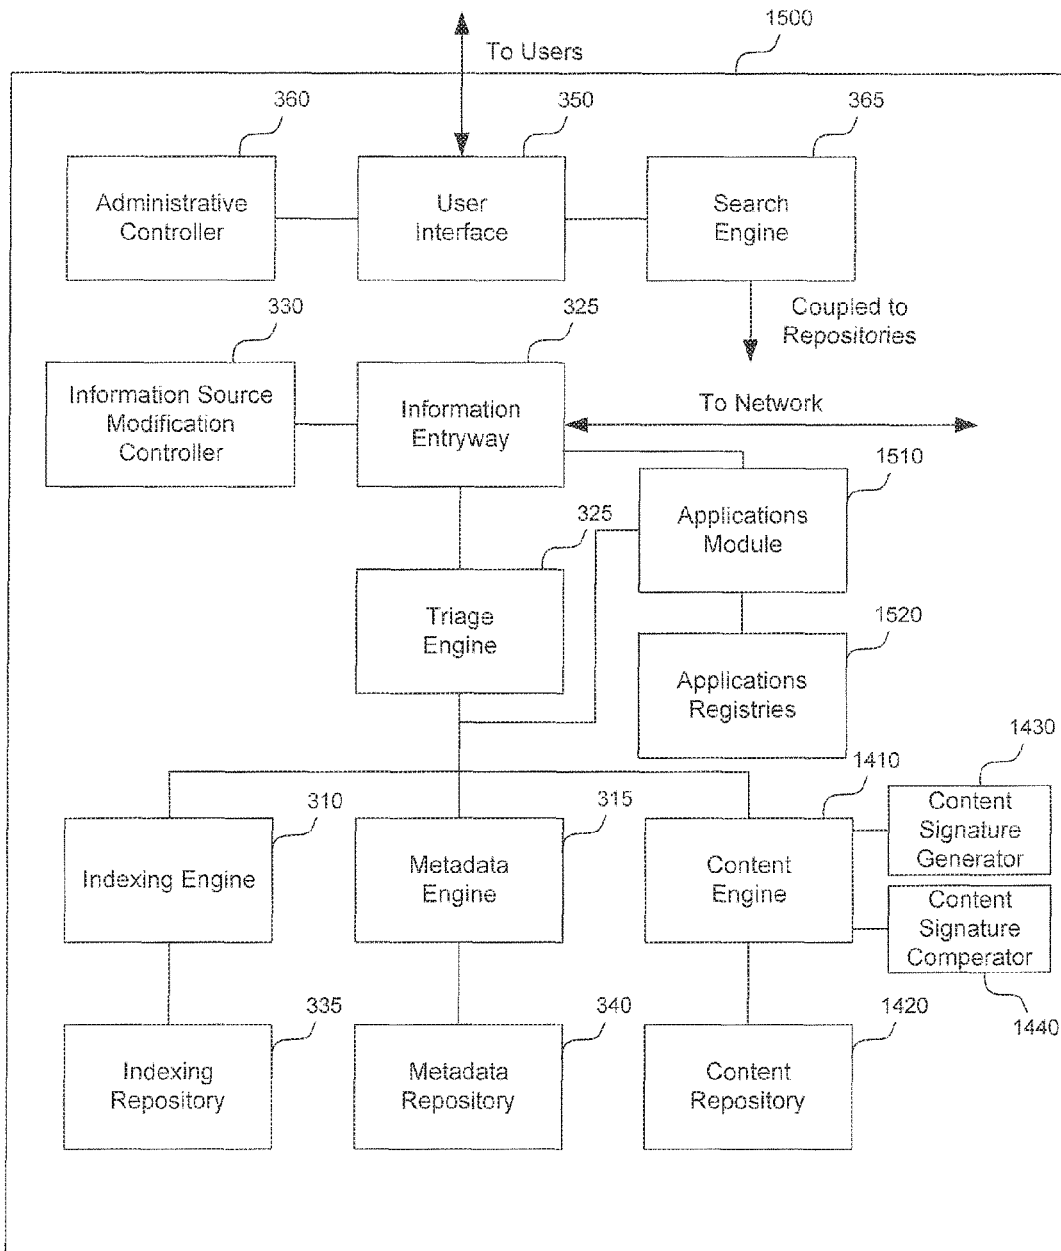 To Users
1500
360
350
365
Administrative
Controller
User
Interface
Search
Engine
Coupled to
Repositories
330
325
Information Source
Modification
Controller
Information
Entryway
To Network
1510
Applications
Module
325
Triage
Engine
1520
Applications
Registries
1430
Content
Signature
Generator
310
315
1410
Indexing Engine
Metadata
Engine
Content
Engine
Content
Signature
Comperator
1440
335
340
1420
Indexing
Repository
Metadata
Repository
Content
Repository